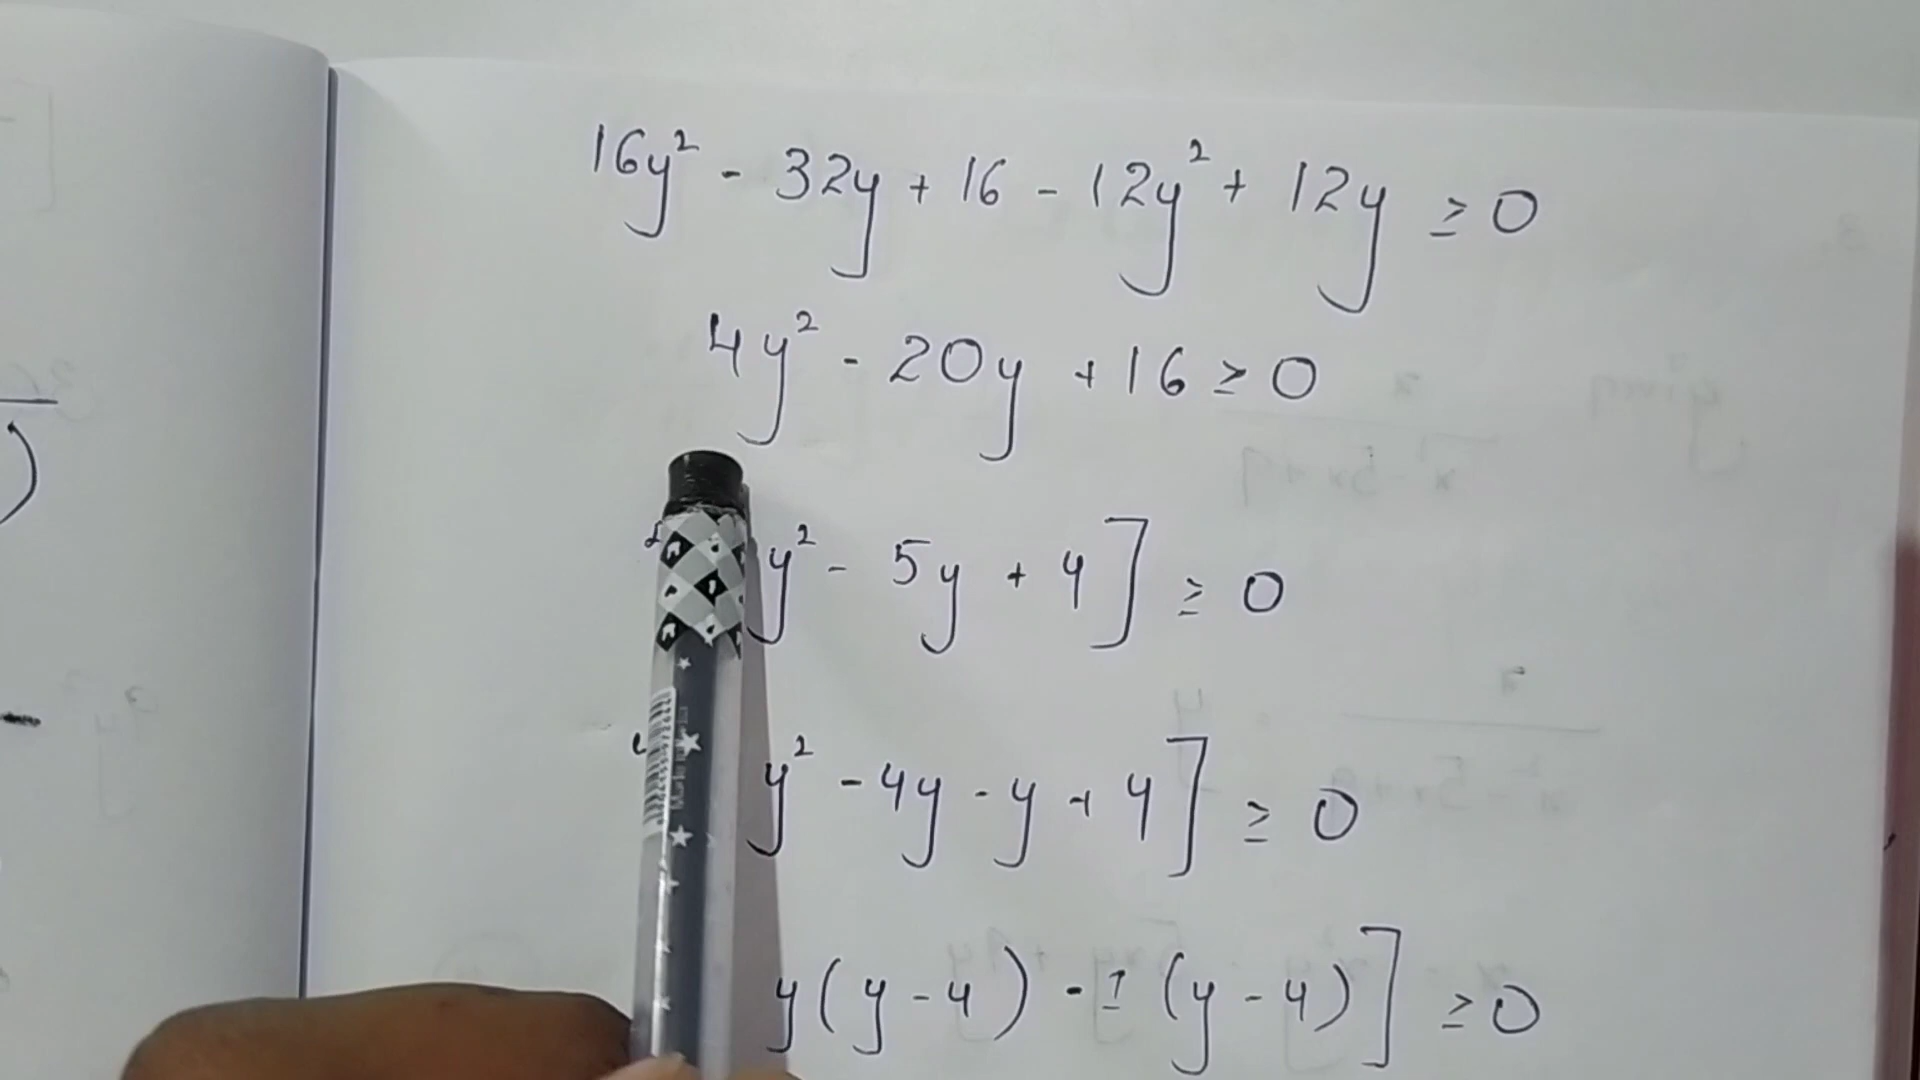 16y² - 32y + 16 - 12y² + 12y ≥ 0
4y² - 20y + 16 ≥ 0
y² - 5y + 4] ≥ 0
y² - 4y - y + 4] ≥ 0
y(y - 4) - 1(y - 4)] ≥ 0